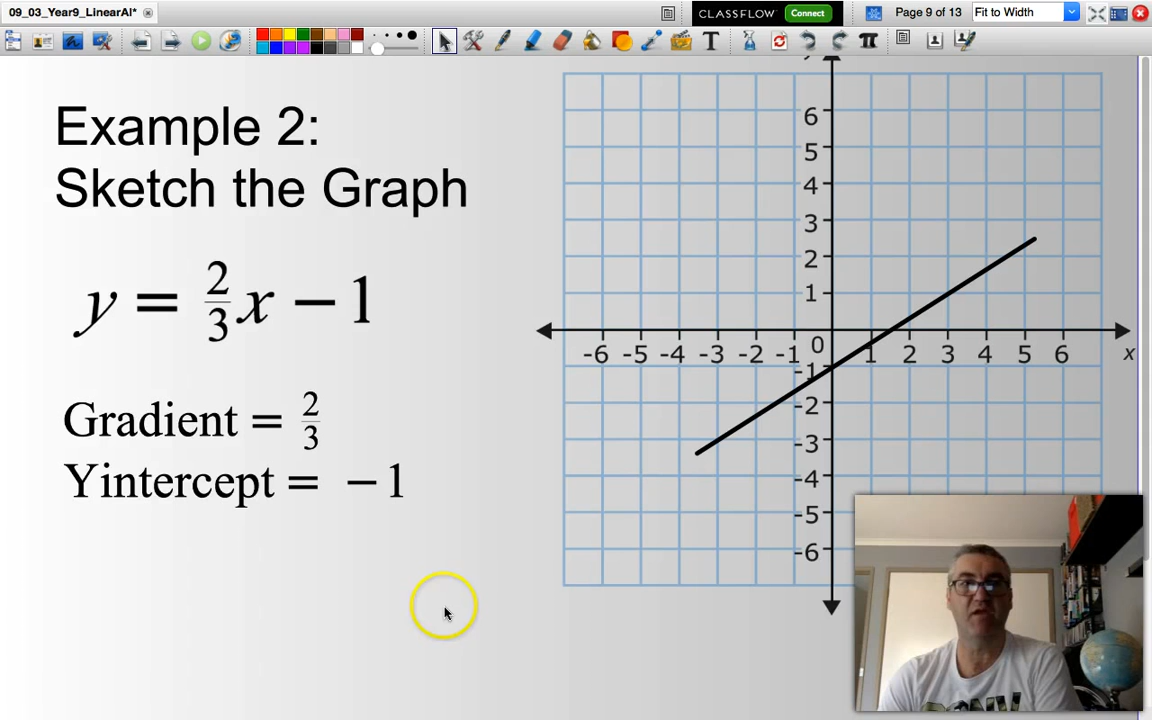 09_03_Year9_LinearAl*
CLASSFLOW Connect
Page 9 of 13
Fit to Width
T
π
Example 2:
Sketch the Graph
y = 2/3 x − 1
Gradient = 2/3
Yintercept = −1
6
5
4
3
2
1
0
-6 -5 -4 -3 -2 -1 1 2 3 4 5 6
x
-1
-2
-3
-4
-5
-6